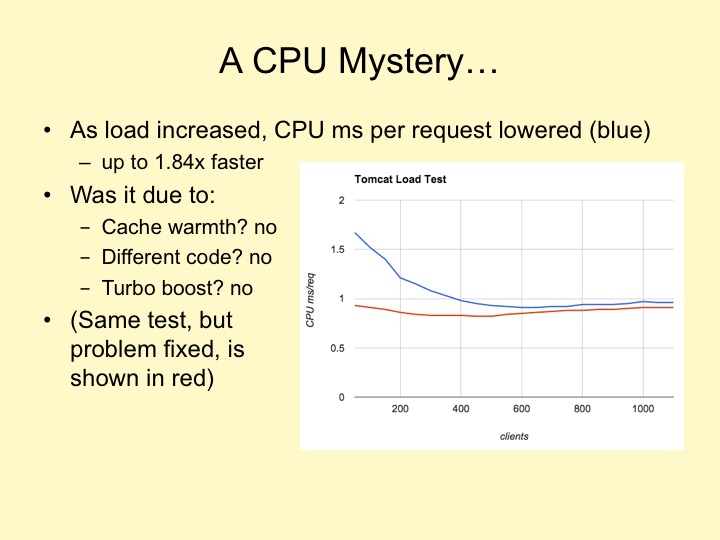 A CPU Mystery…
• As load increased, CPU ms per request lowered (blue)
– up to 1.84x faster
• Was it due to:
– Cache warmth? no
– Different code? no
– Turbo boost? no
• (Same test, but
problem fixed, is
shown in red)
Tomcat Load Test
2
1.5
1
0.5
0
CPU ms/req
200 400 600 800 1000
clients